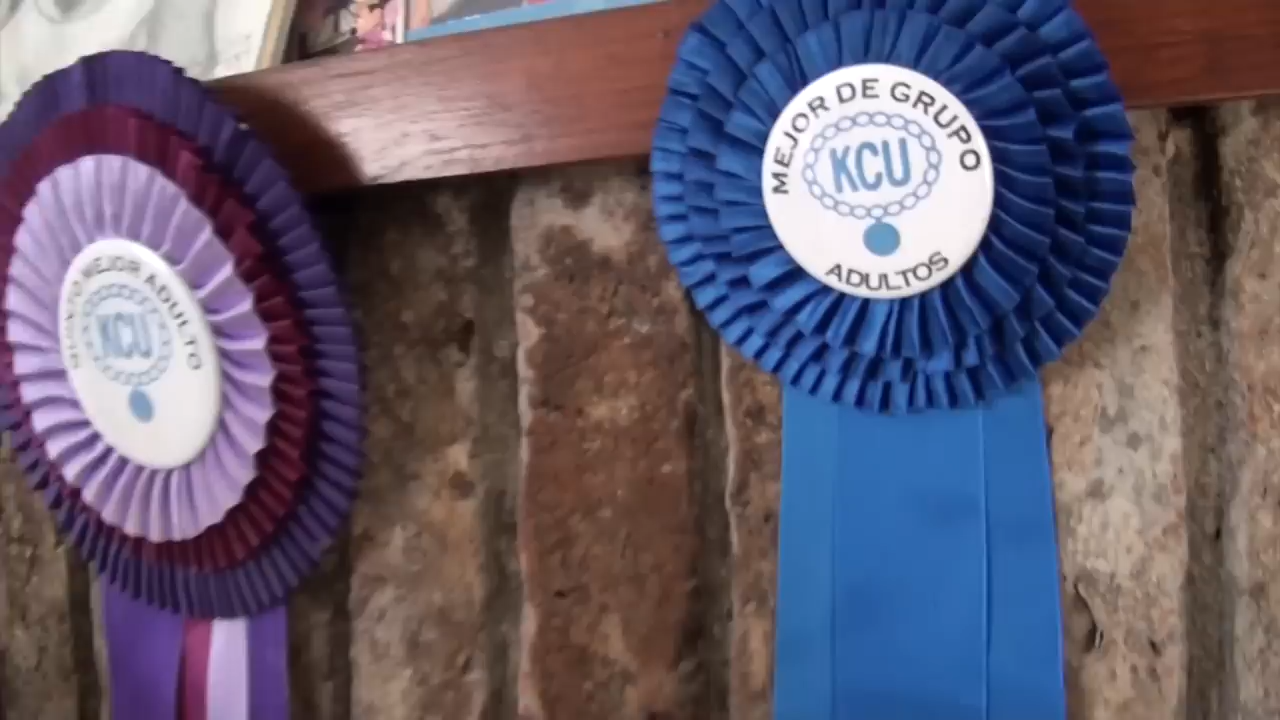 MEJOR ADULTO
KCU
MEJOR DE GRUPO
KCU
ADULTOS